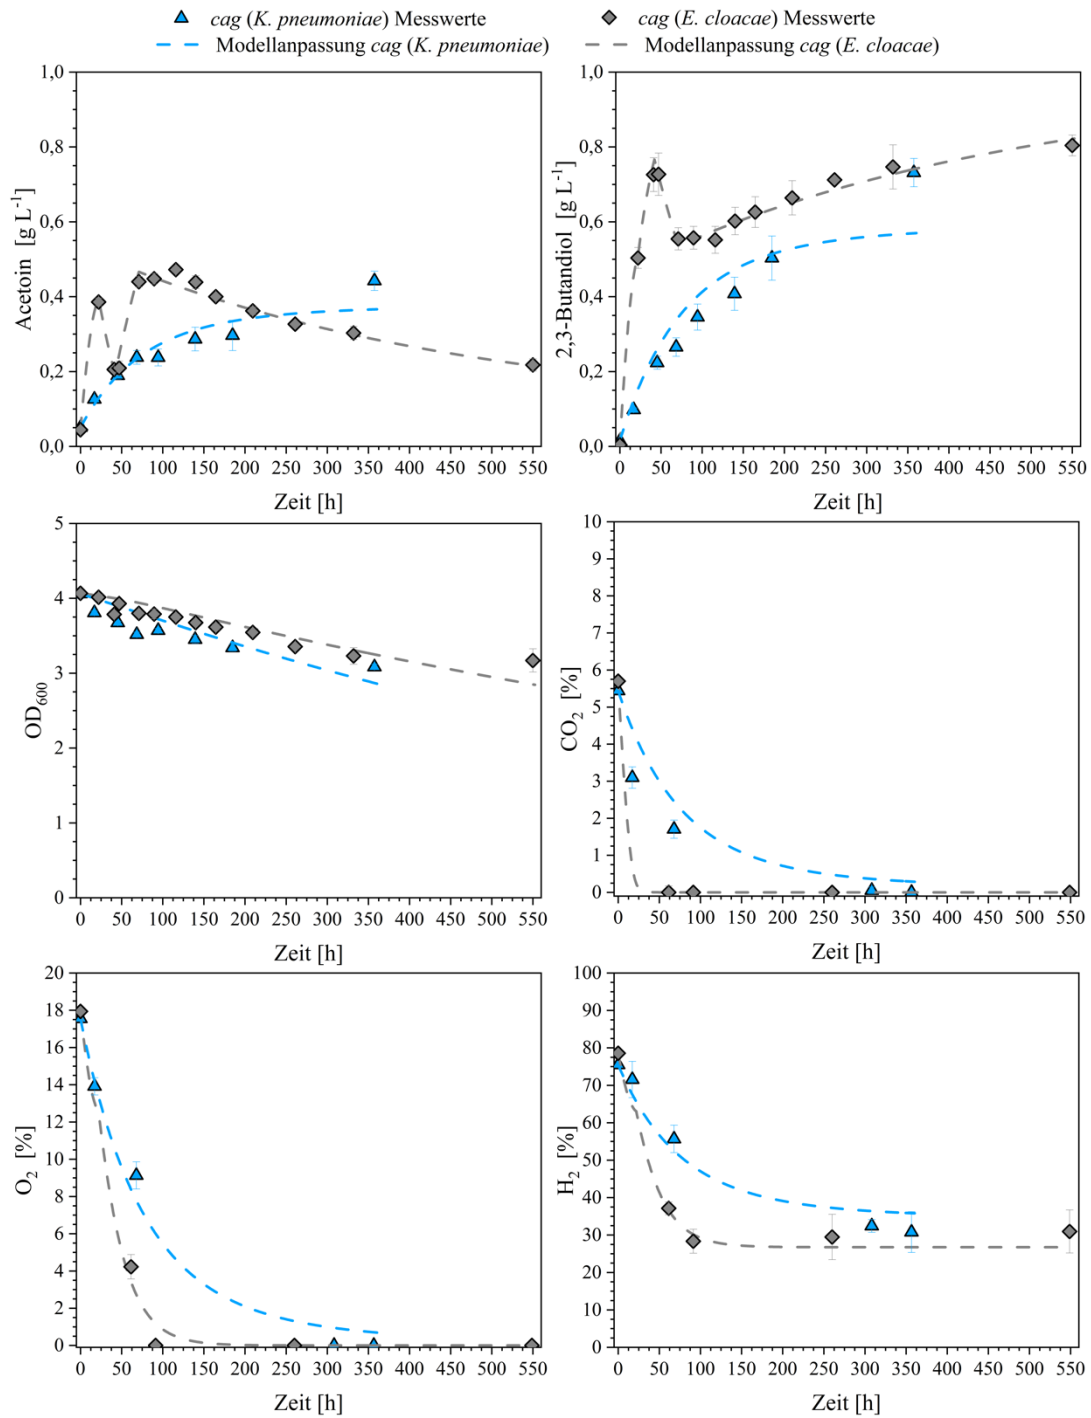 cag (K. pneumoniae) Messwerte
cag (E. cloacae) Messwerte
Modellanpassung cag (K. pneumoniae)
Modellanpassung cag (E. cloacae)
1,0
0,8
0,6
0,4
0,2
0,0
Acetoin [g L⁻¹]
0 50 100 150 200 250 300 350 400 450 500 550
Zeit [h]
1,0
0,8
0,6
0,4
0,2
0,0
2,3-Butandiol [g L⁻¹]
0 50 100 150 200 250 300 350 400 450 500 550
Zeit [h]
5
4
3
2
1
0
OD₆₀₀
0 50 100 150 200 250 300 350 400 450 500 550
Zeit [h]
10
9
8
7
6
5
4
3
2
1
0
CO₂ [%]
0 50 100 150 200 250 300 350 400 450 500 550
Zeit [h]
20
18
16
14
12
10
8
6
4
2
0
O₂ [%]
0 50 100 150 200 250 300 350 400 450 500 550
Zeit [h]
100
90
80
70
60
50
40
30
20
10
0
H₂ [%]
0 50 100 150 200 250 300 350 400 450 500 550
Zeit [h]